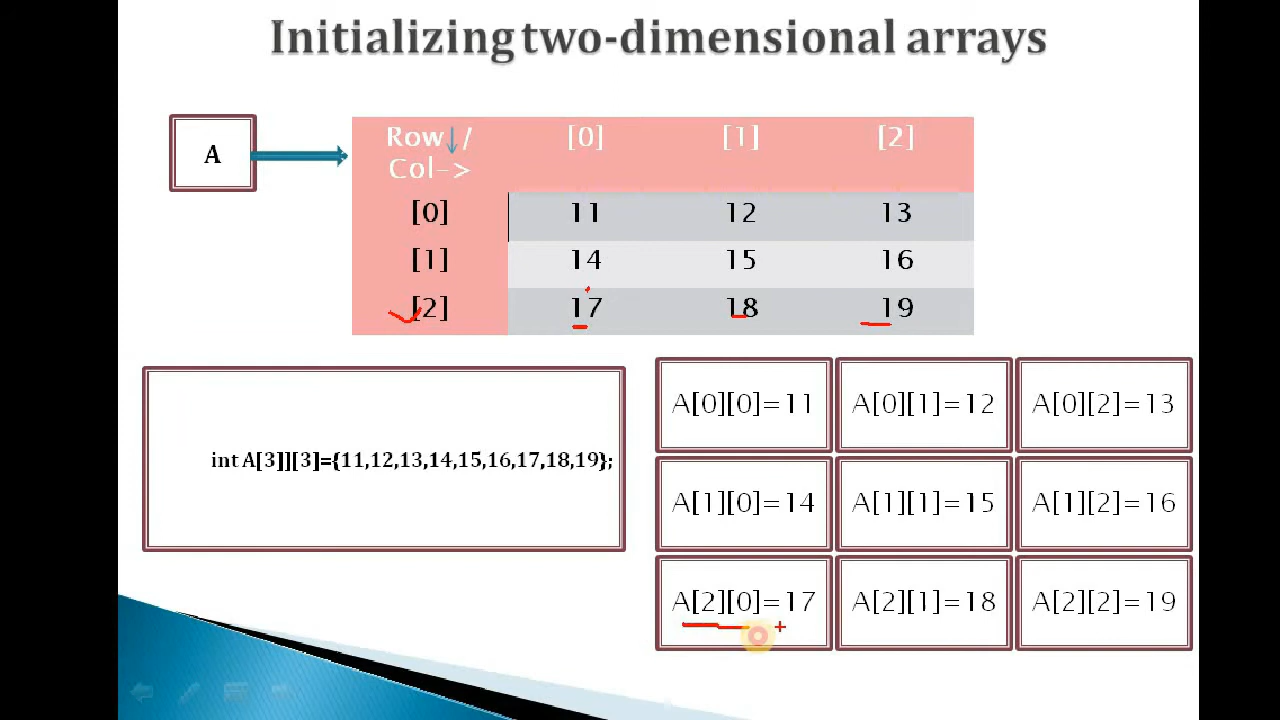 Initializing two-dimensional arrays
A
Row↓/ [0] [1] [2]
Col->
[0] 11 12 13
[1] 14 15 16
[2] 17 18 19
int A[3]][3]={11,12,13,14,15,16,17,18,19};
A[0][0]=11 A[0][1]=12 A[0][2]=13
A[1][0]=14 A[1][1]=15 A[1][2]=16
A[2][0]=17 A[2][1]=18 A[2][2]=19